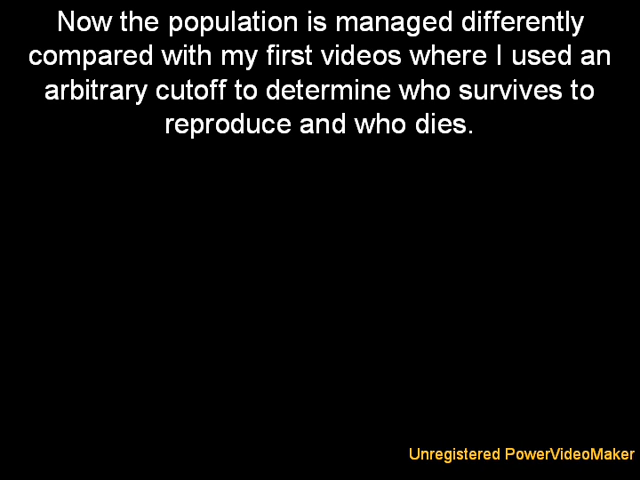 Now the population is managed differently
compared with my first videos where I used an
arbitrary cutoff to determine who survives to
reproduce and who dies.
Unregistered PowerVideoMaker